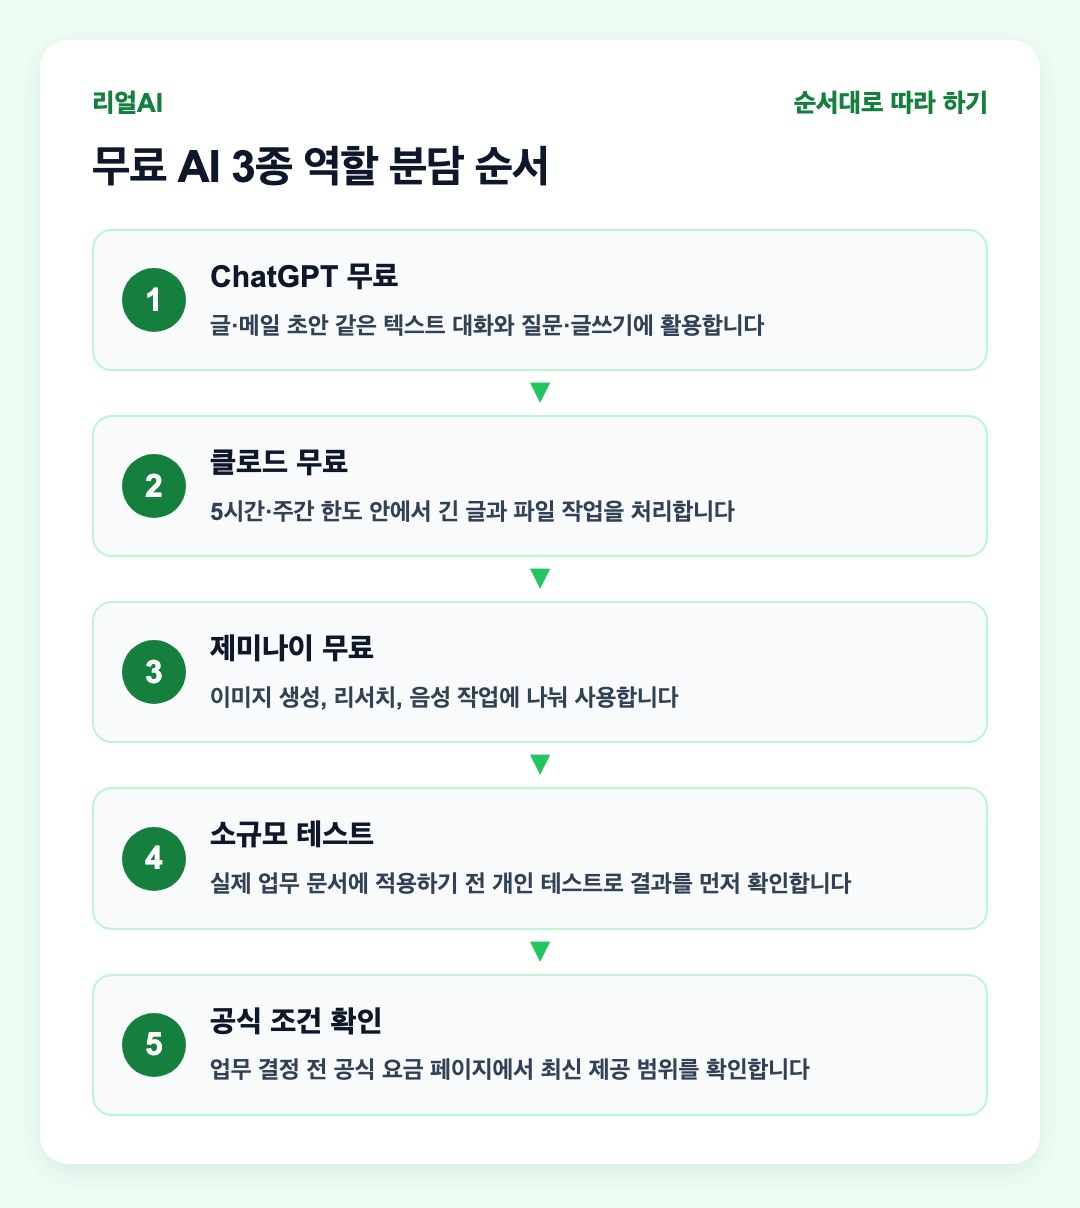 리얼AI
순서대로 따라 하기
무료 AI 3종 역할 분담 순서
1
ChatGPT 무료
글·메일 초안 같은 텍스트 대화와 질문·글쓰기에 활용합니다
▼
2
클로드 무료
5시간·주간 한도 안에서 긴 글과 파일 작업을 처리합니다
▼
3
제미나이 무료
이미지 생성, 리서치, 음성 작업에 나눠 사용합니다
▼
4
소규모 테스트
실제 업무 문서에 적용하기 전 개인 테스트로 결과를 먼저 확인합니다
▼
5
공식 조건 확인
업무 결정 전 공식 요금 페이지에서 최신 제공 범위를 확인합니다